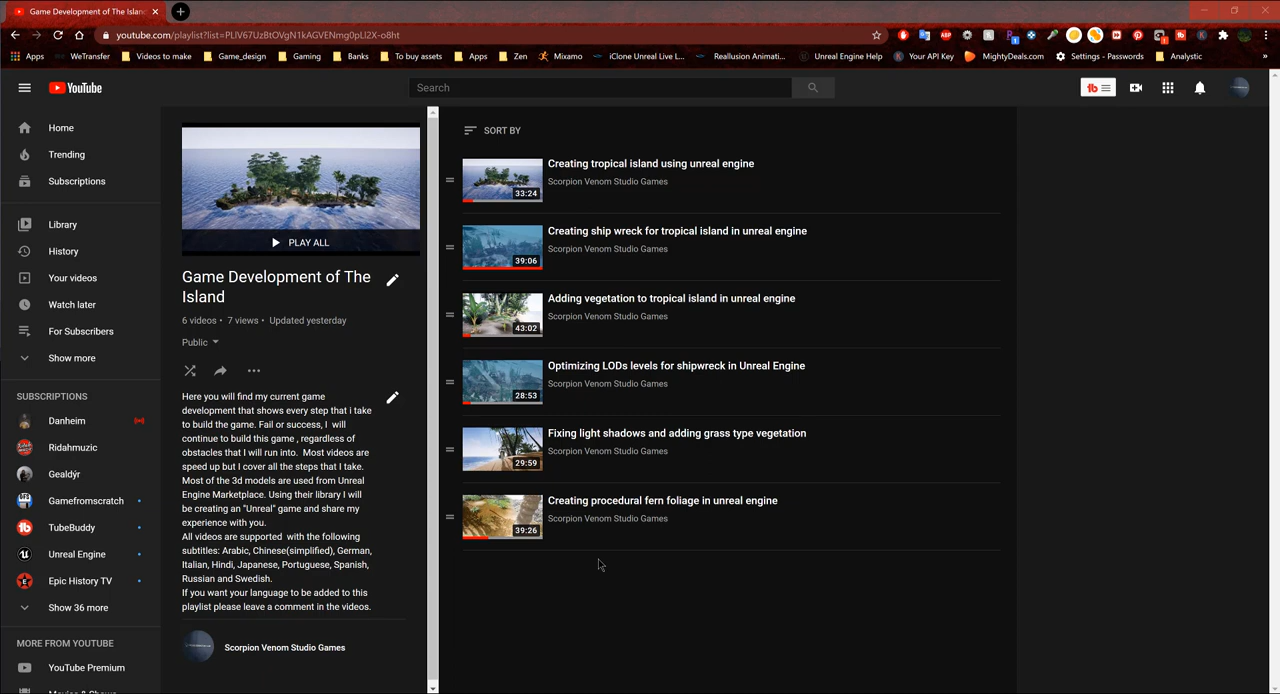 Game Development of The Islan
youtube.com/playlist?list=PLlV67UzBtOVgN1kAGVENmg0pLl2X-o8ht
Apps
WeTransfer
Videos to make
Game_design
Gaming
Banks
To buy assets
Apps
Zen
Mixamo
iClone Unreal Live L...
Reallusion Animati...
Unreal Engine Help
Your API Key
MightyDeals.com
Settings - Passwords
Analystic
YouTube
Search
Home
Trending
Subscriptions
Library
History
Your videos
Watch later
For Subscribers
Show more
SUBSCRIPTIONS
Danheim
Ridahmuzic
Gealdýr
Gamefromscratch
TubeBuddy
Unreal Engine
Epic History TV
Show 36 more
MORE FROM YOUTUBE
YouTube Premium
Movies & Shows
PLAY ALL
Game Development of The
Island
6 videos • 7 views • Updated yesterday
Public
Here you will find my current game
development that shows every step that i take
to build the game. Fail or success, I will
continue to build this game , regardless of
obstacles that I will run into. Most videos are
speed up but I cover all the steps that I take.
Most of the 3d models are used from Unreal
Engine Marketplace. Using their library I will
be creating an "Unreal" game and share my
experience with you.
All videos are supported with the following
subtitles: Arabic, Chinese(simplified), German,
Italian, Hindi, Japanese, Portuguese, Spanish,
Russian and Swedish.
If you want your language to be added to this
playlist please leave a comment in the videos.
Scorpion Venom Studio Games
SORT BY
Creating tropical island using unreal engine
Scorpion Venom Studio Games
33:24
Creating ship wreck for tropical island in unreal engine
Scorpion Venom Studio Games
39:06
Adding vegetation to tropical island in unreal engine
Scorpion Venom Studio Games
43:02
Optimizing LODs levels for shipwreck in Unreal Engine
Scorpion Venom Studio Games
28:53
Fixing light shadows and adding grass type vegetation
Scorpion Venom Studio Games
29:59
Creating procedural fern foliage in unreal engine
Scorpion Venom Studio Games
39:26